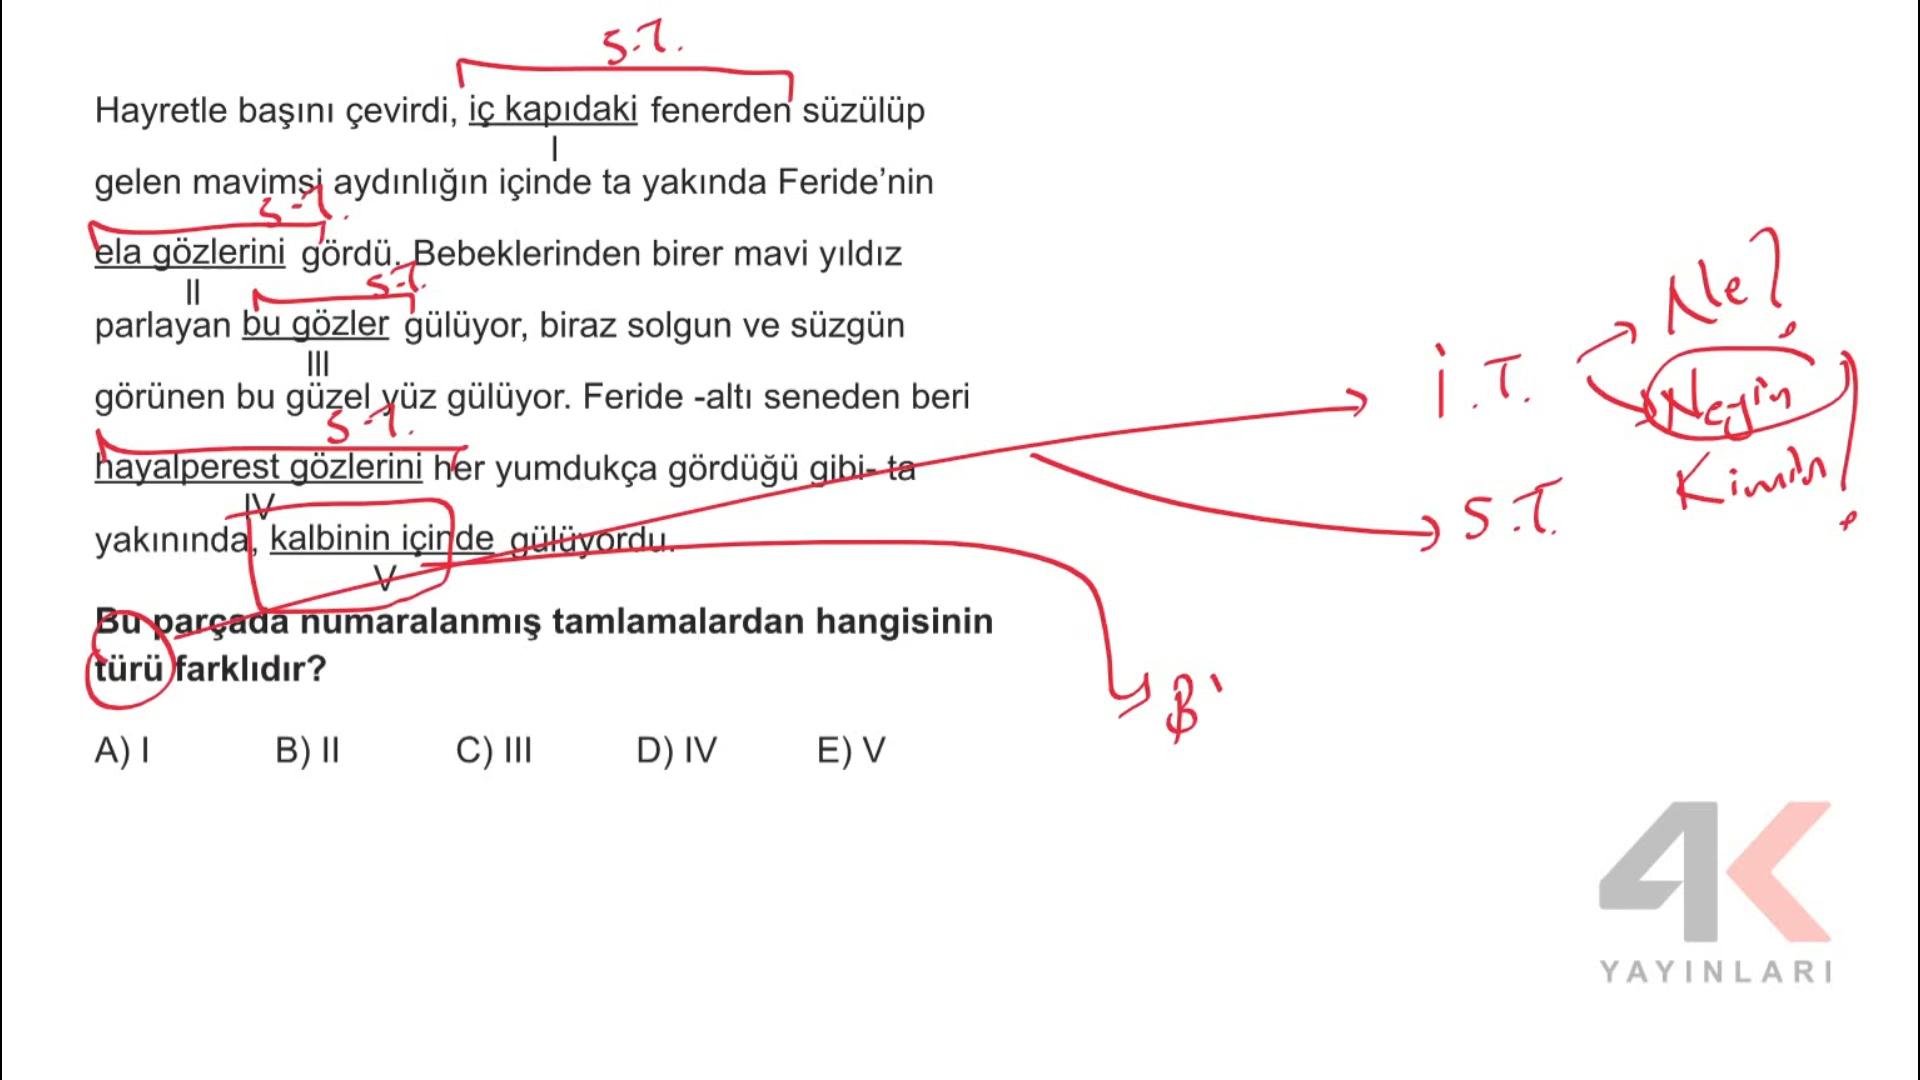 S.T.
Hayretle başını çevirdi, iç kapıdaki fenerden süzülüp
I
gelen mavimsi aydınlığın içinde ta yakında Feride’nin
S.T.
ela gözlerini gördü. Bebeklerinden birer mavi yıldız
II
S.T.
parlayan bu gözler gülüyor, biraz solgun ve süzgün
III
görünen bu güzel yüz gülüyor. Feride -altı seneden beri
S.T.
hayalperest gözlerini her yumdukça gördüğü gibi- ta
IV
yakınında, kalbinin içinde gülüyordu.
V
Bu parçada numaralanmış tamlamalardan hangisinin
türü farklıdır?
A) I B) II C) III D) IV E) V
Ne?
İ.T.
Neyin
Kimin
?
S.T.
4K
YAYINLARI